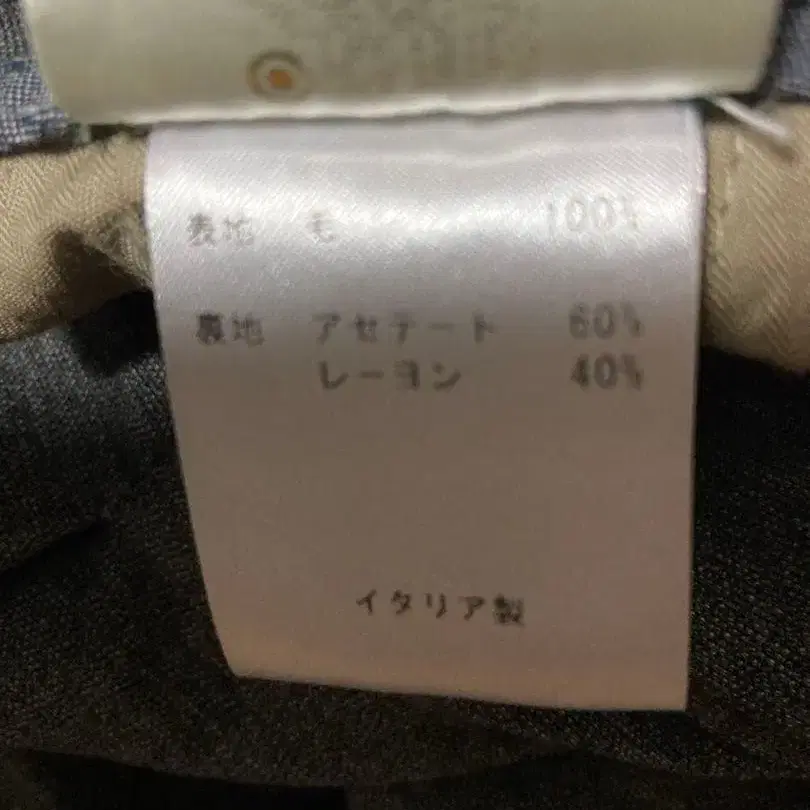 表地 毛 100%
裏地 アセテート 60%
レーヨン 40%
イタリア製